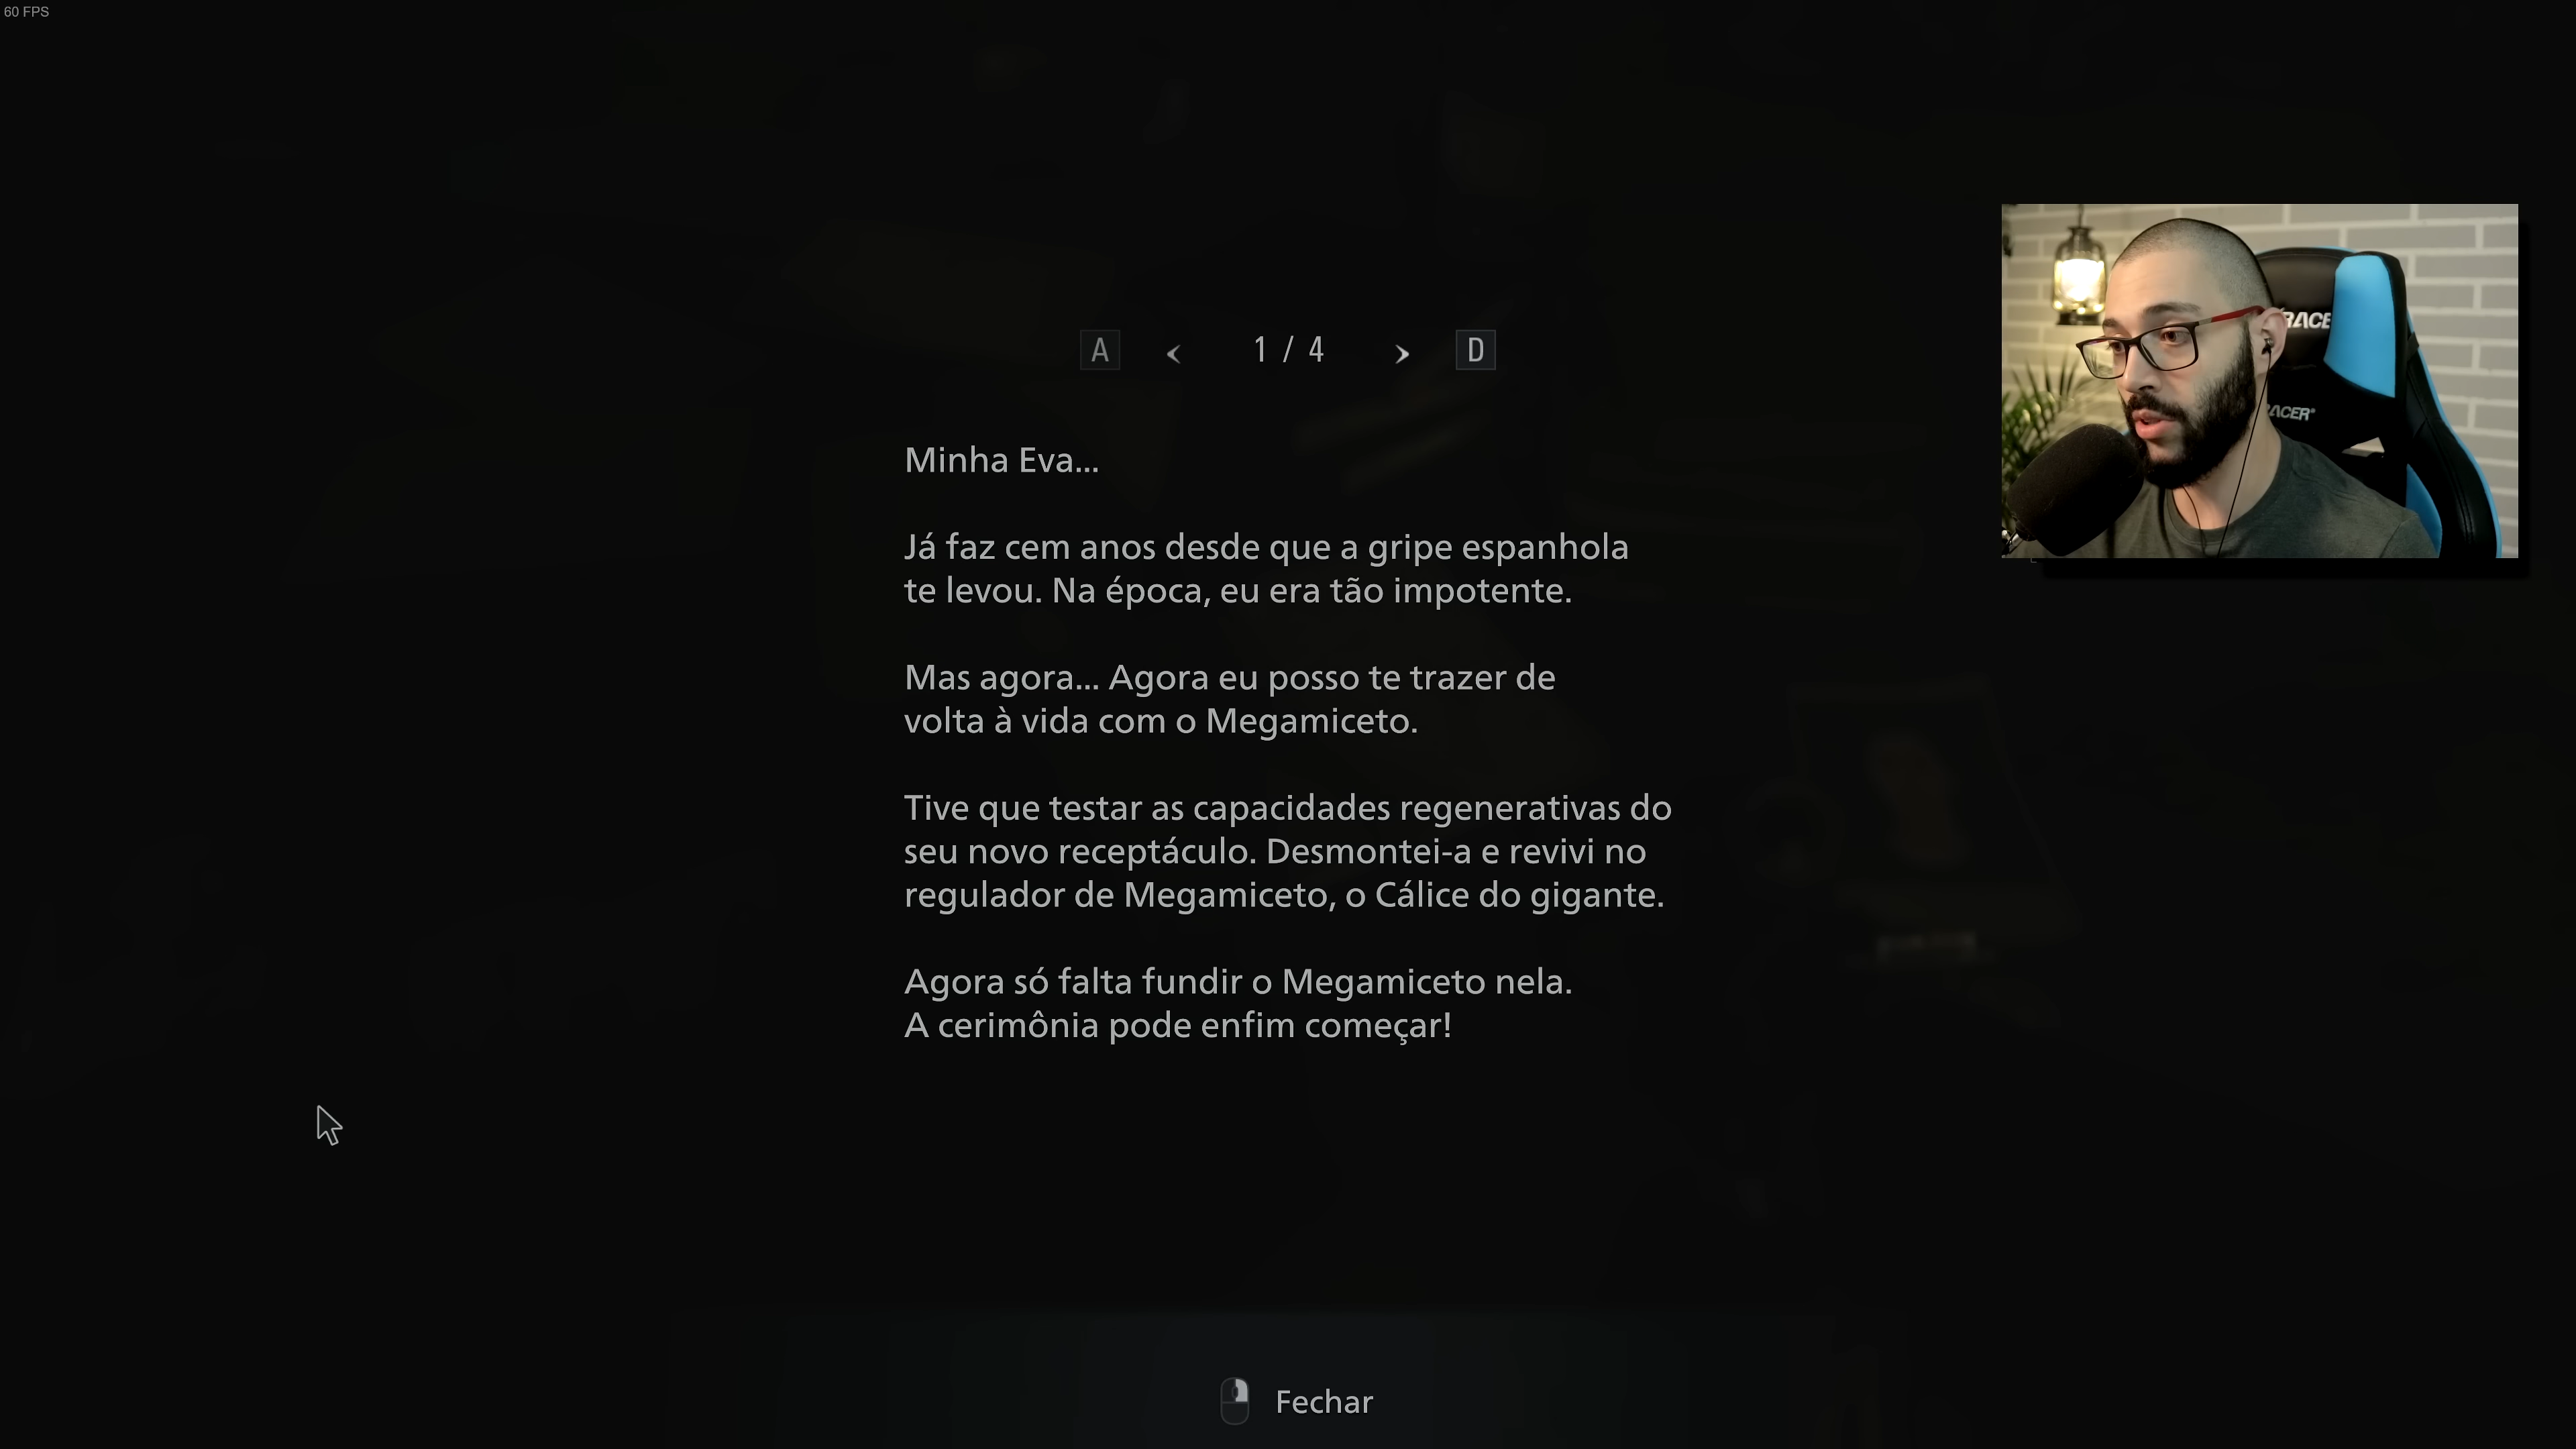 60 FPS
A < 1 / 4 > D
Minha Eva...
Já faz cem anos desde que a gripe espanhola
te levou. Na época, eu era tão impotente.
Mas agora... Agora eu posso te trazer de
volta à vida com o Megamiceto.
Tive que testar as capacidades regenerativas do
seu novo receptáculo. Desmontei-a e revivi no
regulador de Megamiceto, o Cálice do gigante.
Agora só falta fundir o Megamiceto nela.
A cerimônia pode enfim começar!
RACE
ACER
Fechar